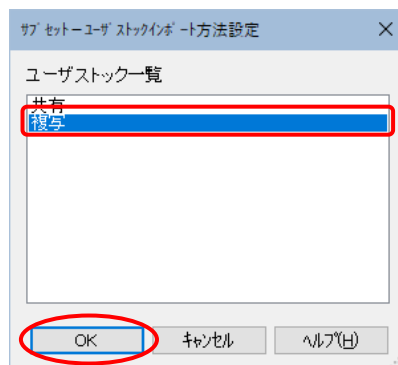 ｻﾌﾞｾｯﾄーﾕｰｻﾞｽﾄｯｸｲﾝﾎﾟｰﾄ方法設定
ユーザストック一覧
共有
複写
OK ｷｬﾝｾﾙ ﾍﾙﾌﾟ(H)